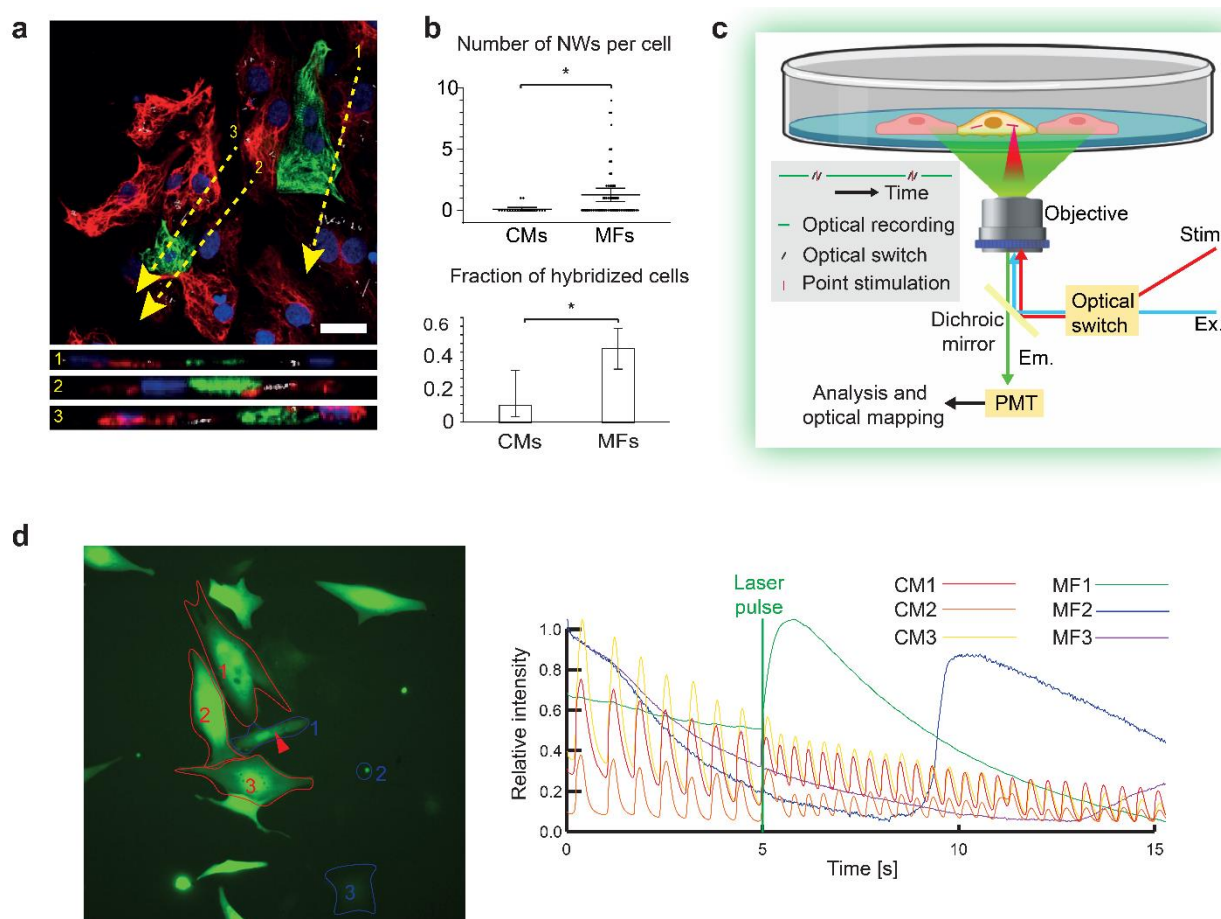 a
1
3
2
1
2
3
b
Number of NWs per cell
*
10
5
0
CMs MFs
Fraction of hybridized cells
*
0.6
0.4
0.2
0
CMs MFs
c
Time
Optical recording
Optical switch
Point stimulation
Objective
Stim
Optical
switch
Ex.
Dichroic
mirror
Em.
Analysis and
optical mapping
PMT
d
1
2
1
2
3
3
Laser
pulse
CM1 MF1
CM2 MF2
CM3 MF3
Relative intensity
1.0
0.8
0.6
0.4
0.2
0.0
0 5 10 15
Time [s]